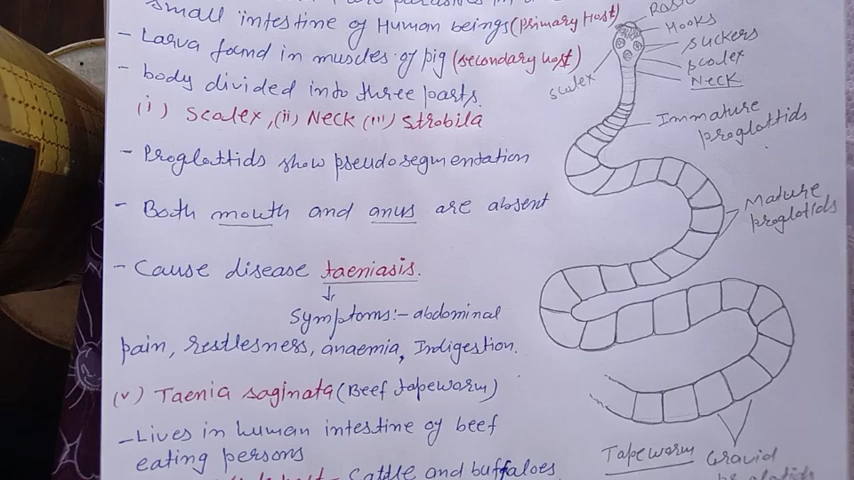 small intestine of Human beings (Primary Host)
- Larva found in muscles of pig (secondary host)
- body divided into three parts.
(i) Scolex, (ii) Neck (iii) Strobila
- Proglottids show pseudosegmentation
- Both mouth and anus are absent
- Cause disease taeniasis.
Symptoms:- abdominal
pain, restlesness, anaemia, Indigestion.
(v) Taenia saginata (Beef tapeworm)
- Lives in human intestine of beef
eating persons
Cattle and buffaloes
Hooks
suckers
scolex
Neck
scolex
Immature
proglottids
Mature
proglotids
Tapeworm
Gravid